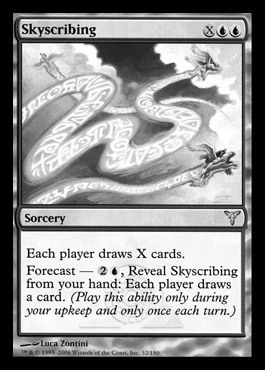 Skyscribing X
Sorcery
Each player draws X cards.
Forecast — 2, Reveal Skyscribing
from your hand: Each player draws
a card. (Play this ability only during
your upkeep and only once each turn.)
Luca Zontini
™ & © 1993–2006 Wizards of the Coast, Inc. 32/180